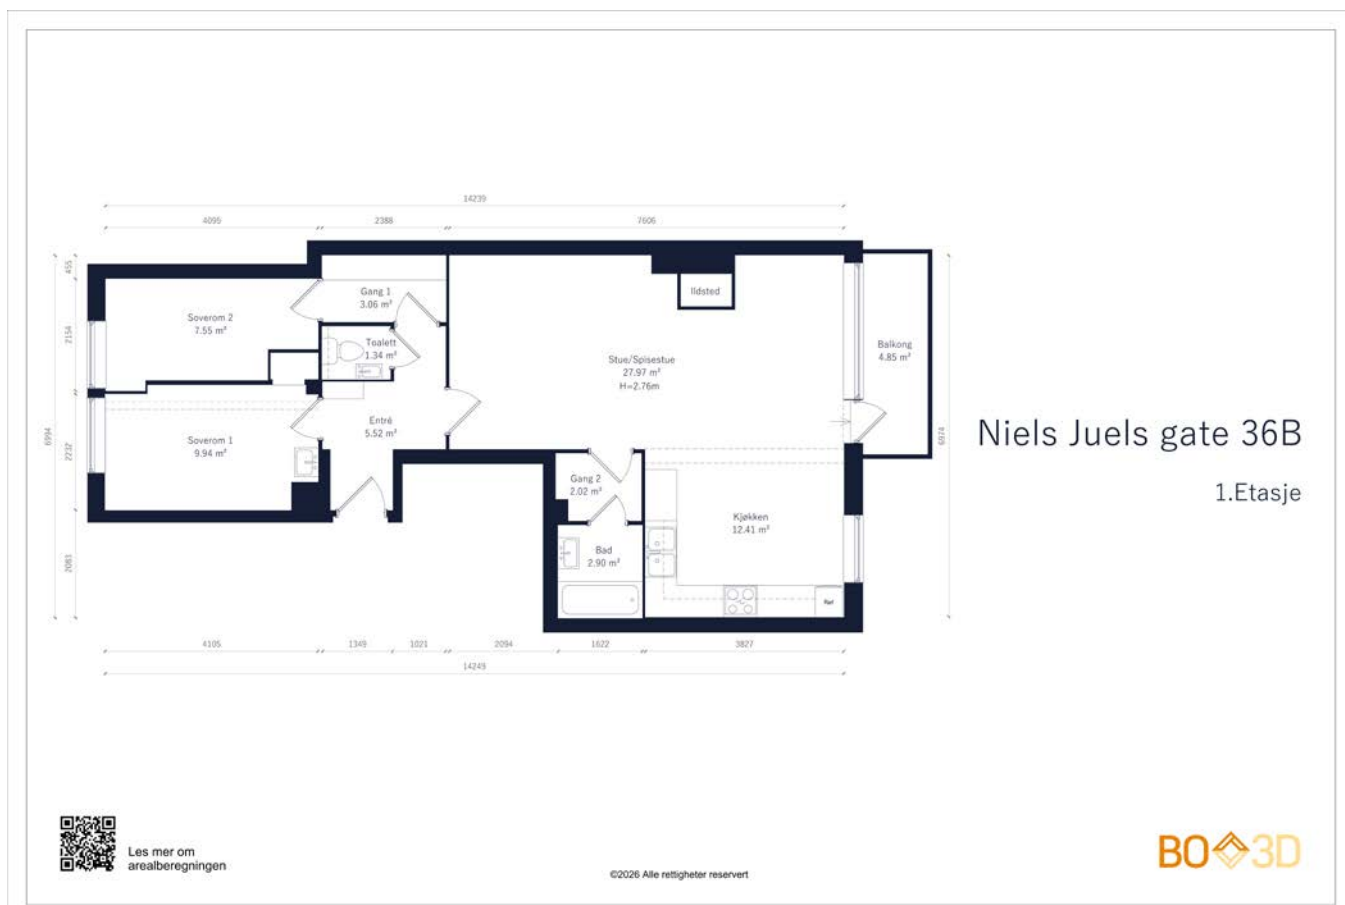 14239
4095
2388
7606
455
2154
2232
6994
2083
Gang 1
3.06 m²
Soverom 2
7.55 m²
Toalett
1.34 m²
Ildsted
Stue/Spisestue
27.97 m²
H=2.76m
Balkong
4.85 m²
Entré
5.52 m²
Soverom 1
9.94 m²
6974
Niels Juels gate 36B
1.Etasje
Gang 2
2.02 m²
Kjøkken
12.41 m²
Bad
2.90 m²
4105
1349
1021
2094
1622
3827
14249
Les mer om
arealberegningen
©2026 Alle rettigheter reservert
BO 3D